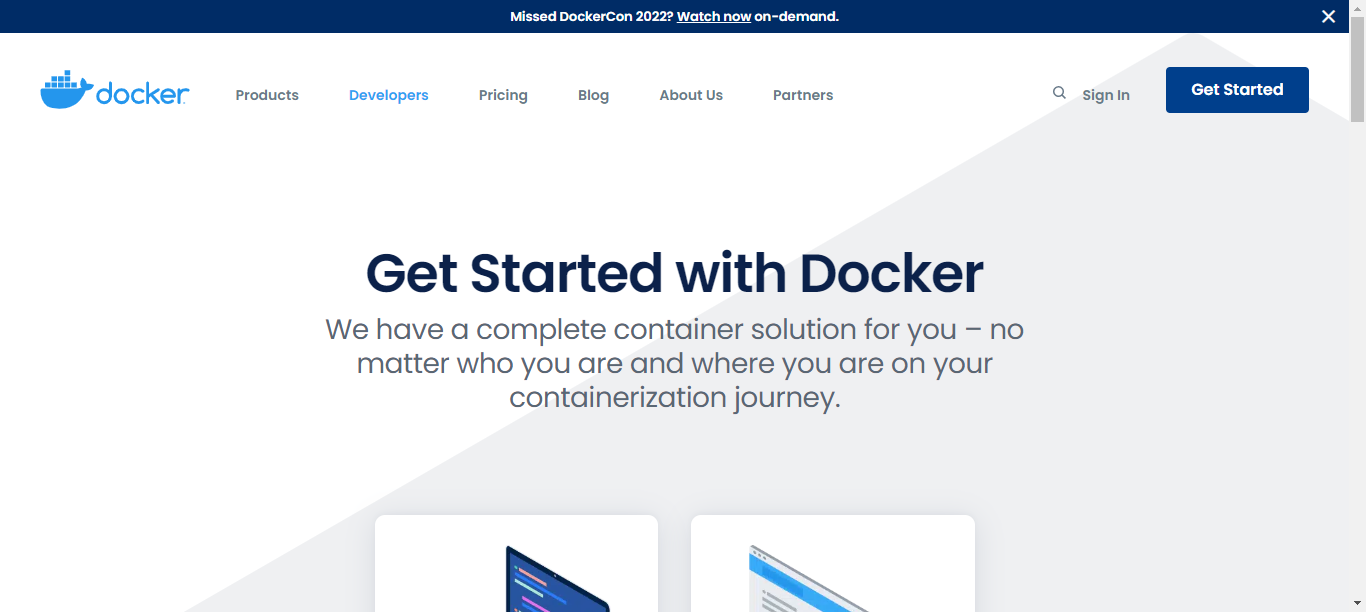 Missed DockerCon 2022? Watch now on-demand.
docker
Products
Developers
Pricing
Blog
About Us
Partners
Sign In
Get Started
Get Started with Docker
We have a complete container solution for you – no
matter who you are and where you are on your
containerization journey.